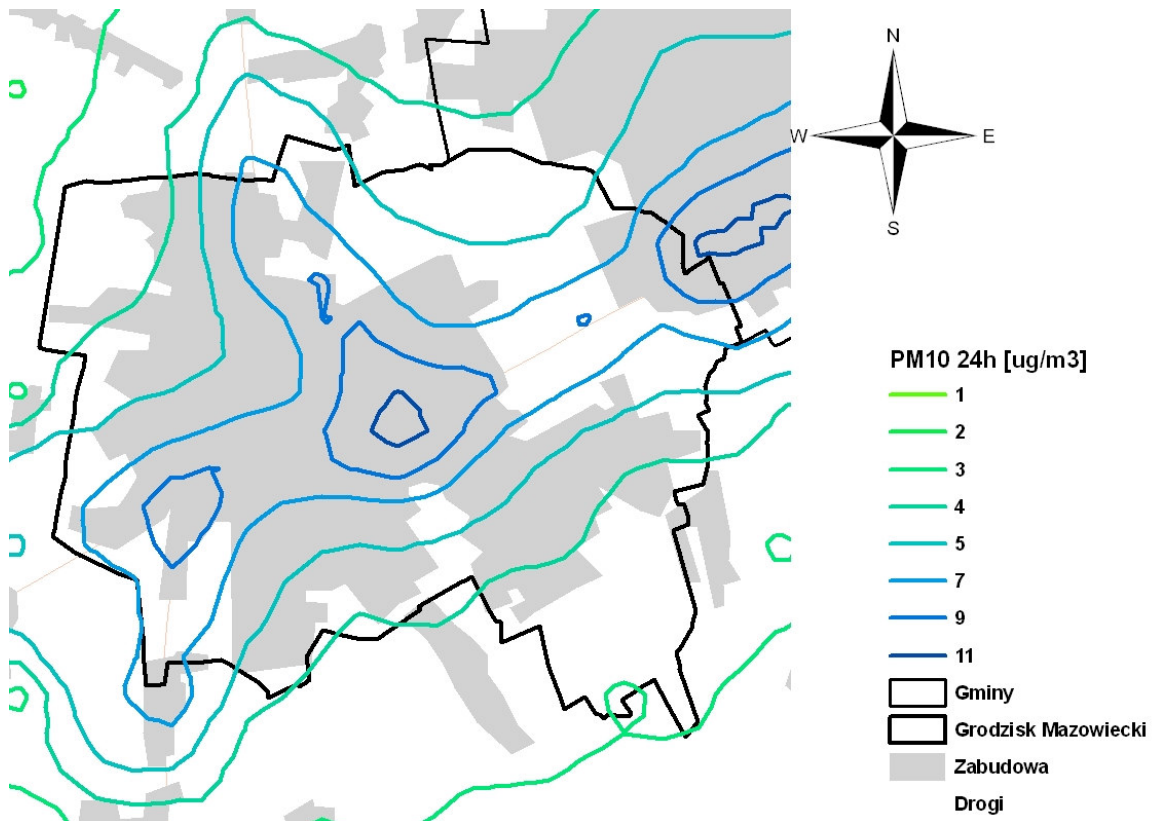 N
W E
S
PM10 24h [ug/m3]
1
2
3
4
5
7
9
11
Gminy
Grodzisk Mazowiecki
Zabudowa
Drogi